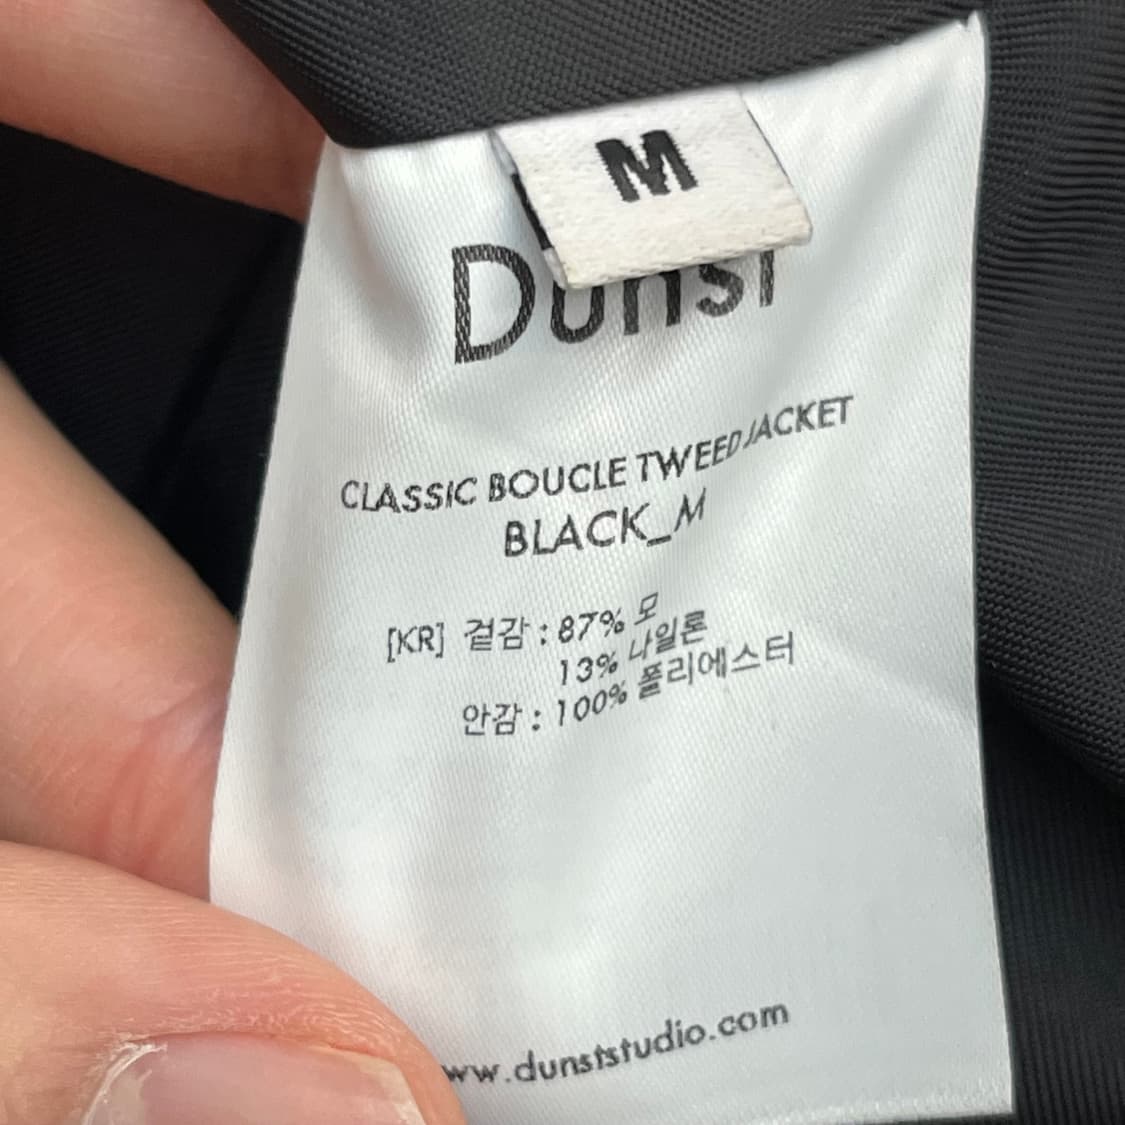 M
Dunst
CLASSIC BOUCLE TWEED JACKET
BLACK_M
[KR] 겉감 : 87% 모
13% 나일론
안감 : 100% 폴리에스터
ww.dunststudio.com